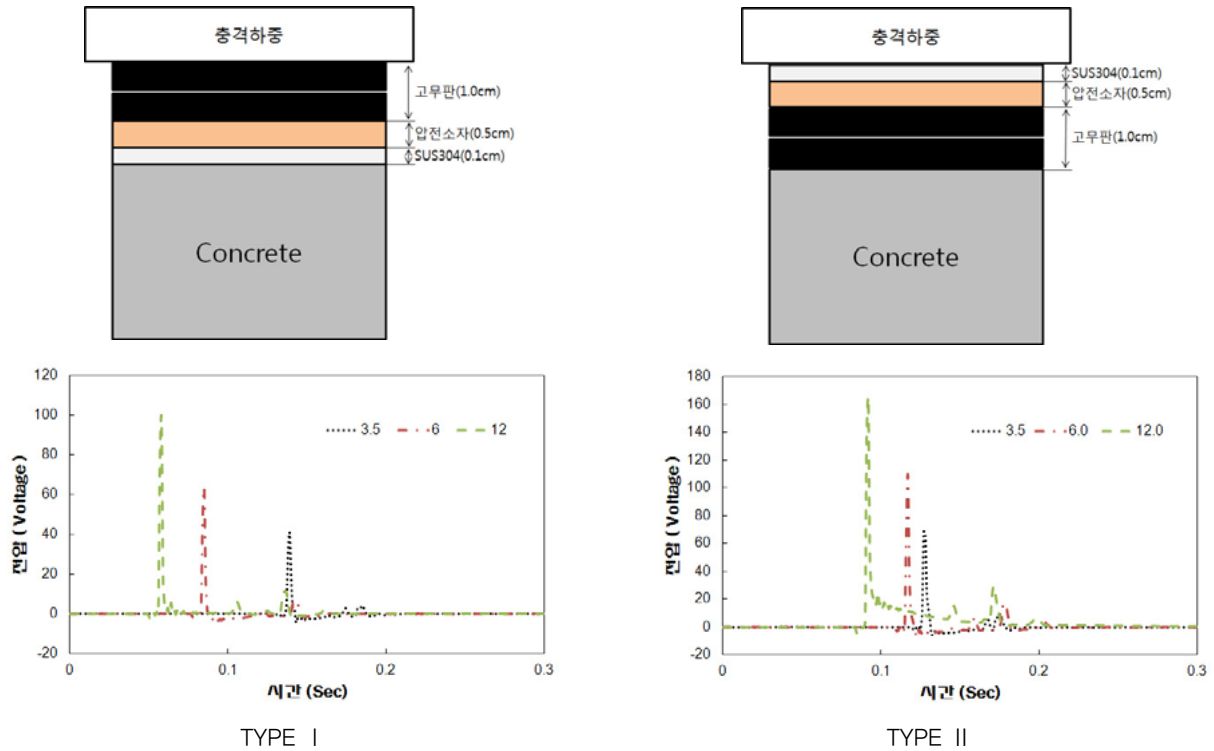 충격하중
고무판(1.0cm)
압전소자(0.5cm)
SUS304(0.1cm)
Concrete
충격하중
SUS304(0.1cm)
압전소자(0.5cm)
고무판(1.0cm)
Concrete
120
100
80
60
40
20
0
-20
전압 ( Voltage )
3.5 6 12
0 0.1 0.2 0.3
시간 (Sec)
TYPE I
180
160
140
120
100
80
60
40
20
0
-20
전압 ( Voltage )
3.5 6.0 12.0
0 0.1 0.2 0.3
시간 (Sec)
TYPE II